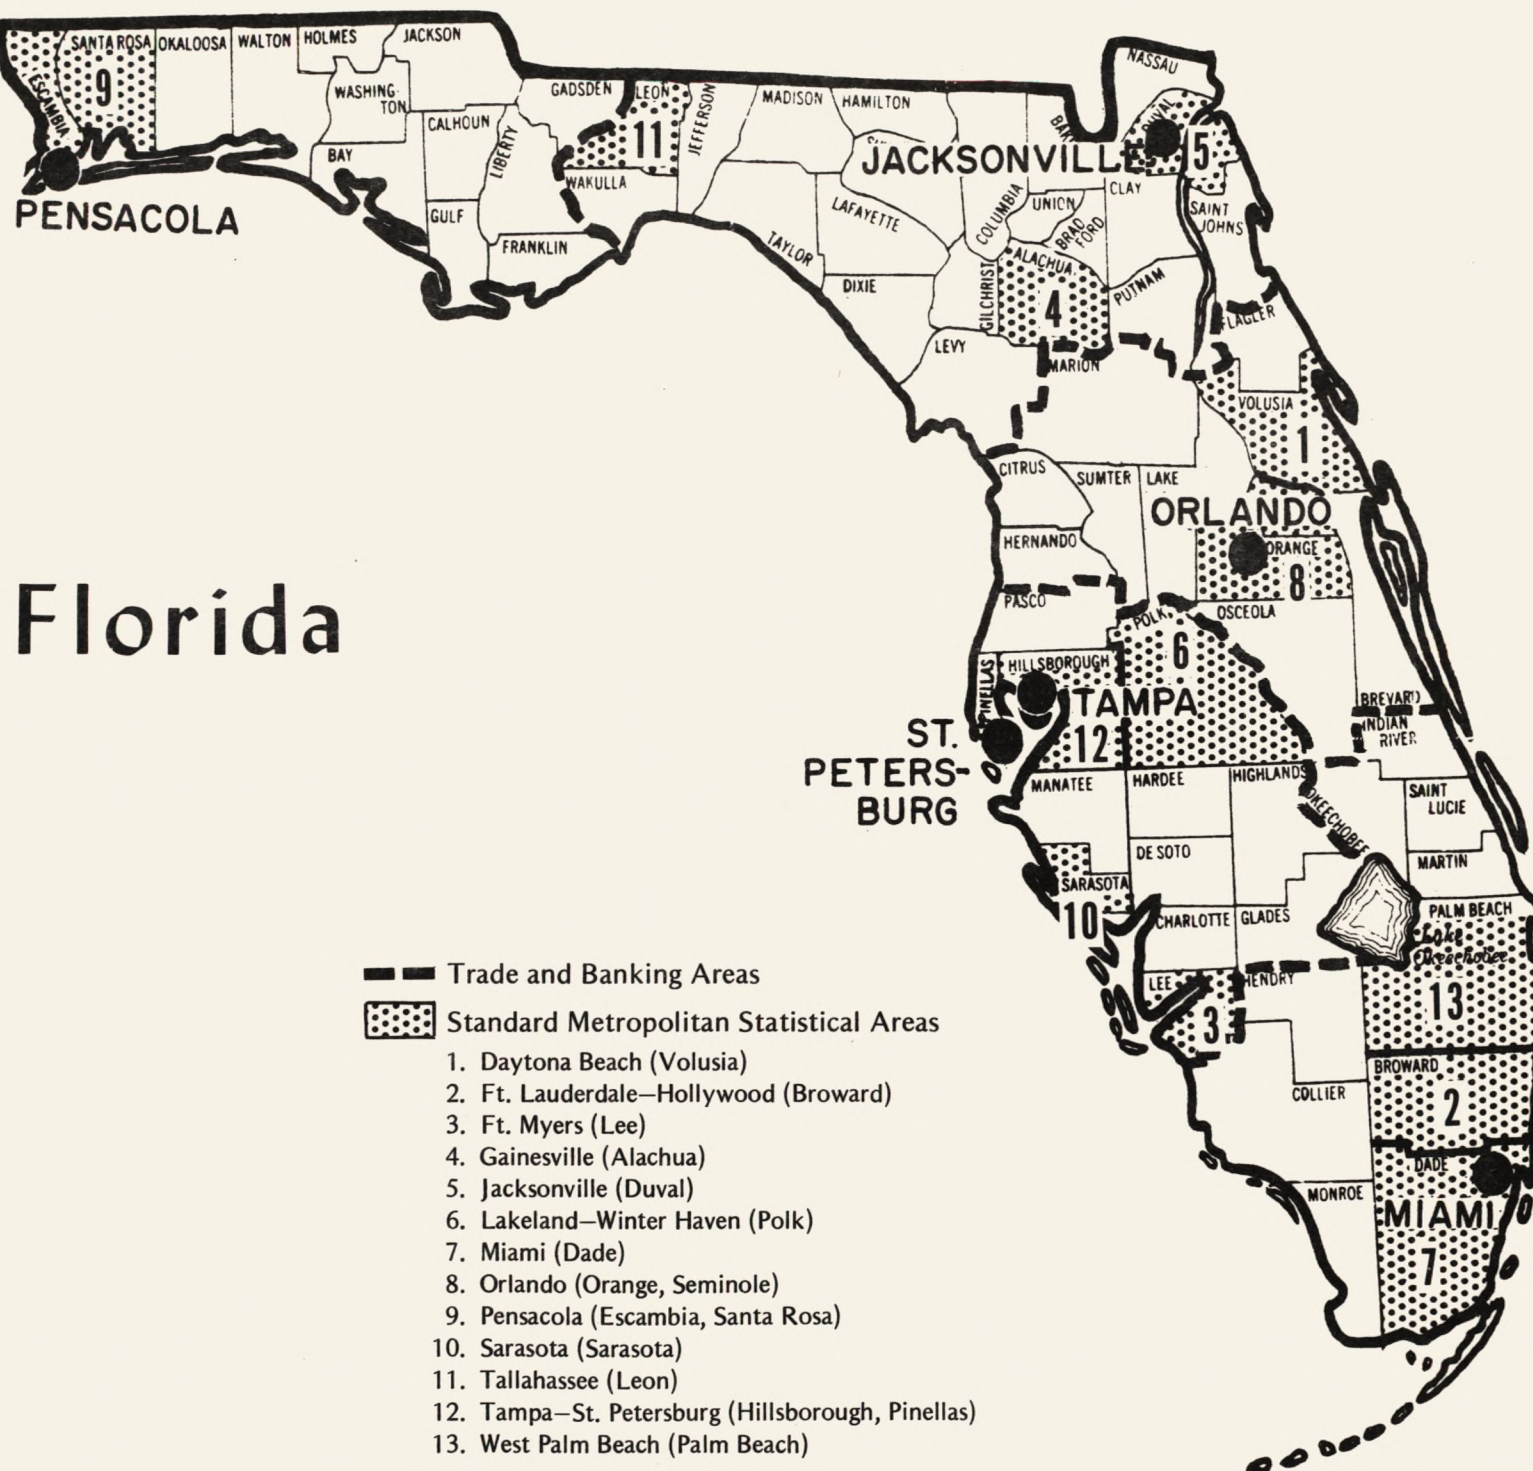 SANTA ROSA
OKALOOSA
WALTON
HOLMES
JACKSON
ESCAMBIA
9
WASHING-
TON
CALHOUN
LIBERTY
BAY
GULF
FRANKLIN
GADSDEN
LEON
11
WAKULLA
JEFFERSON
MADISON
HAMILTON
TAYLOR
LAFAYETTE
DIXIE
COLUMBIA
GILCHRIST
UNION
BRAD
FORD
NASSAU
DUVAL
JACKSONVILLE
5
CLAY
SAINT
JOHNS
ALACHUA
4
PUTNAM
FLAGLER
LEVY
MARION
VOLUSIA
1
PENSACOLA
CITRUS
SUMTER
LAKE
ORLANDO
ORANGE
8
HERNANDO
PASCO
POLK
6
OSCEOLA
Florida
PINELLAS
HILLSBOROUGH
TAMPA
12
ST.
PETERS-
BURG
BREVARD
INDIAN
RIVER
MANATEE
HARDEE
HIGHLANDS
OKEECHOBEE
SAINT
LUCIE
DE SOTO
MARTIN
SARASOTA
10
CHARLOTTE
GLADES
PALM BEACH
Lake
Okeechobee
13
LEE
3
HENDRY
BROWARD
2
COLLIER
DADE
MONROE
MIAMI
7
Trade and Banking Areas
Standard Metropolitan Statistical Areas
1. Daytona Beach (Volusia)
2. Ft. Lauderdale—Hollywood (Broward)
3. Ft. Myers (Lee)
4. Gainesville (Alachua)
5. Jacksonville (Duval)
6. Lakeland—Winter Haven (Polk)
7. Miami (Dade)
8. Orlando (Orange, Seminole)
9. Pensacola (Escambia, Santa Rosa)
10. Sarasota (Sarasota)
11. Tallahassee (Leon)
12. Tampa—St. Petersburg (Hillsborough, Pinellas)
13. West Palm Beach (Palm Beach)